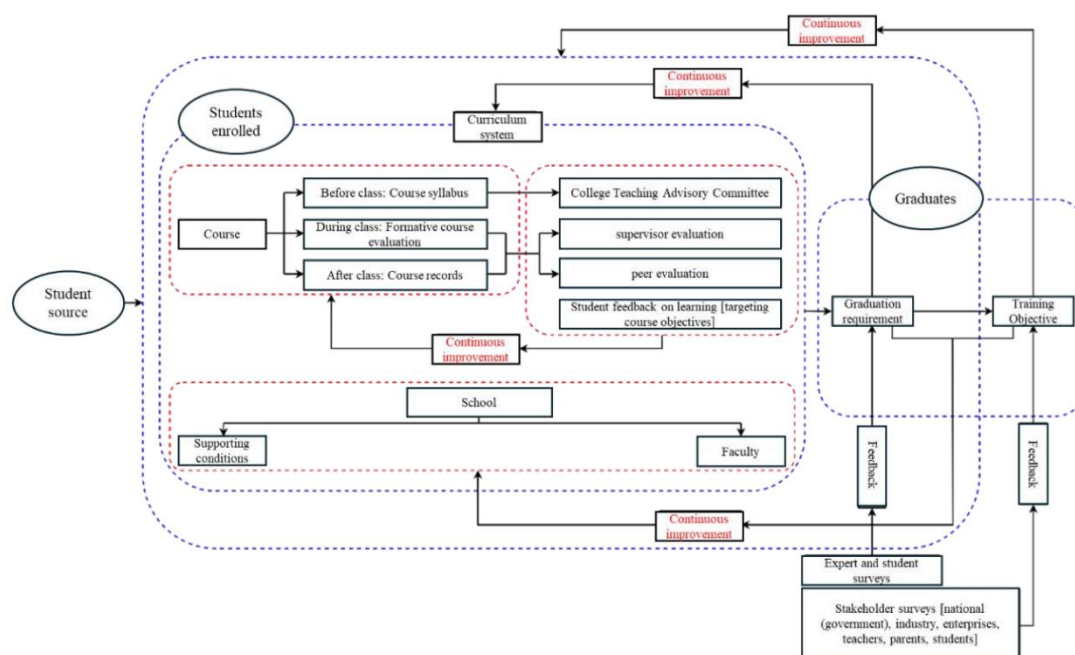 Continuous
improvement
Continuous
improvement
Students
enrolled
Curriculum
system
Before class: Course syllabus
College Teaching Advisory Committee
Graduates
During class: Formative course
evaluation
Course
supervisor evaluation
After class: Course records
peer evaluation
Student
source
Student feedback on learning [targeting
course objectives]
Graduation
requirement
Training
Objective
Continuous
improvement
School
Supporting
conditions
Faculty
Feedback
Feedback
Continuous
improvement
Expert and student
surveys
Stakeholder surveys [national
(government), industry, enterprises,
teachers, parents, students]